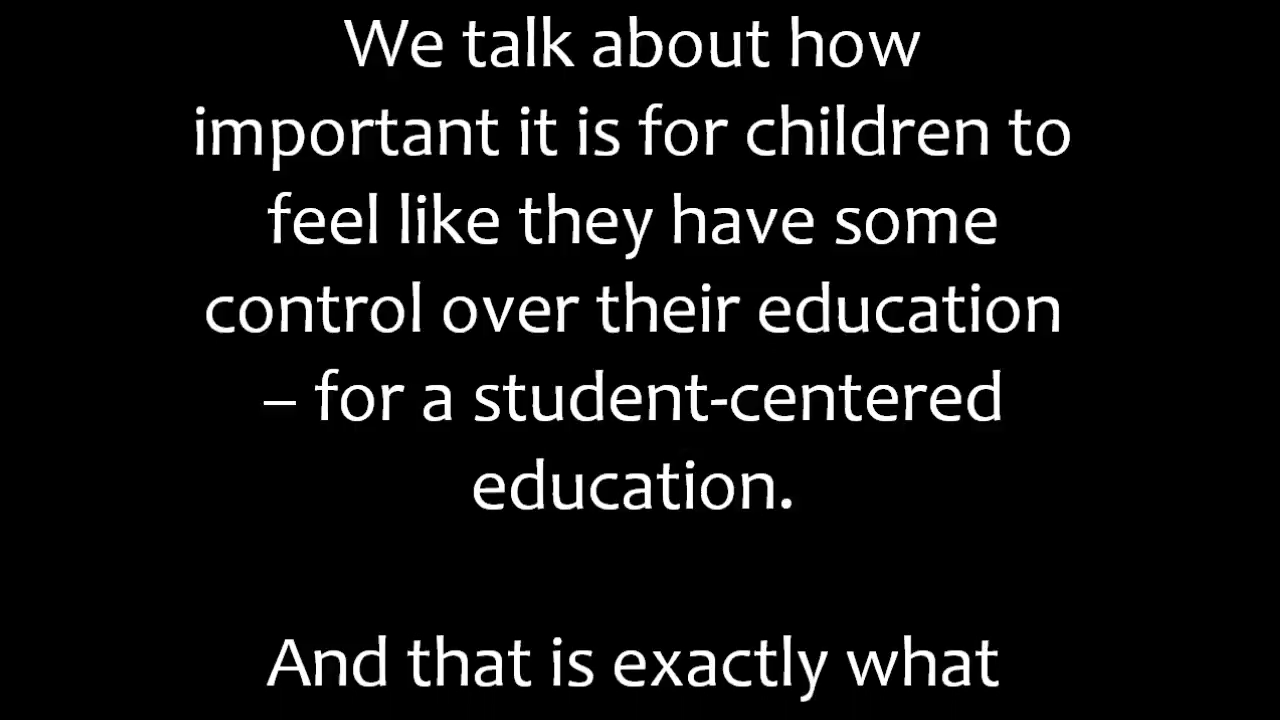 We talk about how
important it is for children to
feel like they have some
control over their education
– for a student-centered
education.
And that is exactly what